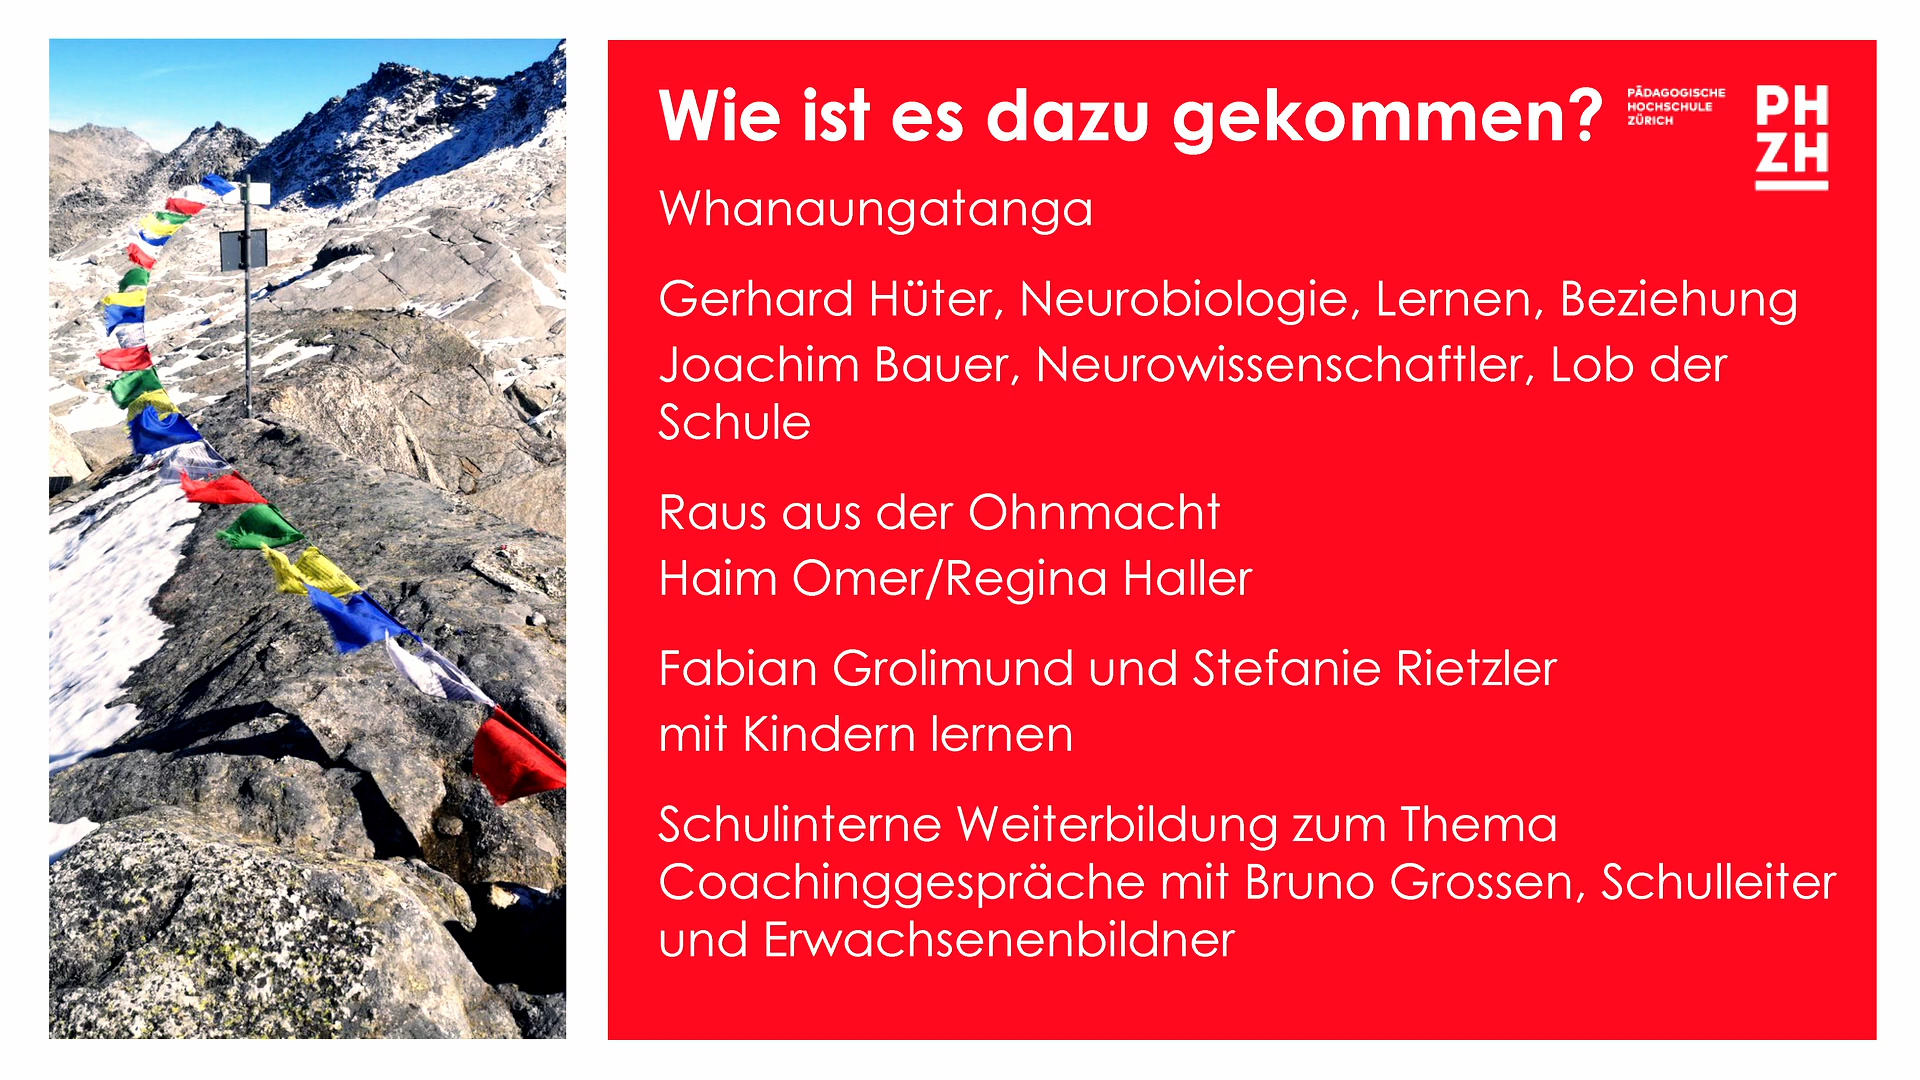 Wie ist es dazu gekommen?
PÄDAGOGISCHE
HOCHSCHULE
ZÜRICH
PH
ZH
Whanaungatanga
Gerhard Hüter, Neurobiologie, Lernen, Beziehung
Joachim Bauer, Neurowissenschaftler, Lob der
Schule
Raus aus der Ohnmacht
Haim Omer/Regina Haller
Fabian Grolimund und Stefanie Rietzler
mit Kindern lernen
Schulinterne Weiterbildung zum Thema
Coachinggespräche mit Bruno Grossen, Schulleiter
und Erwachsenenbildner